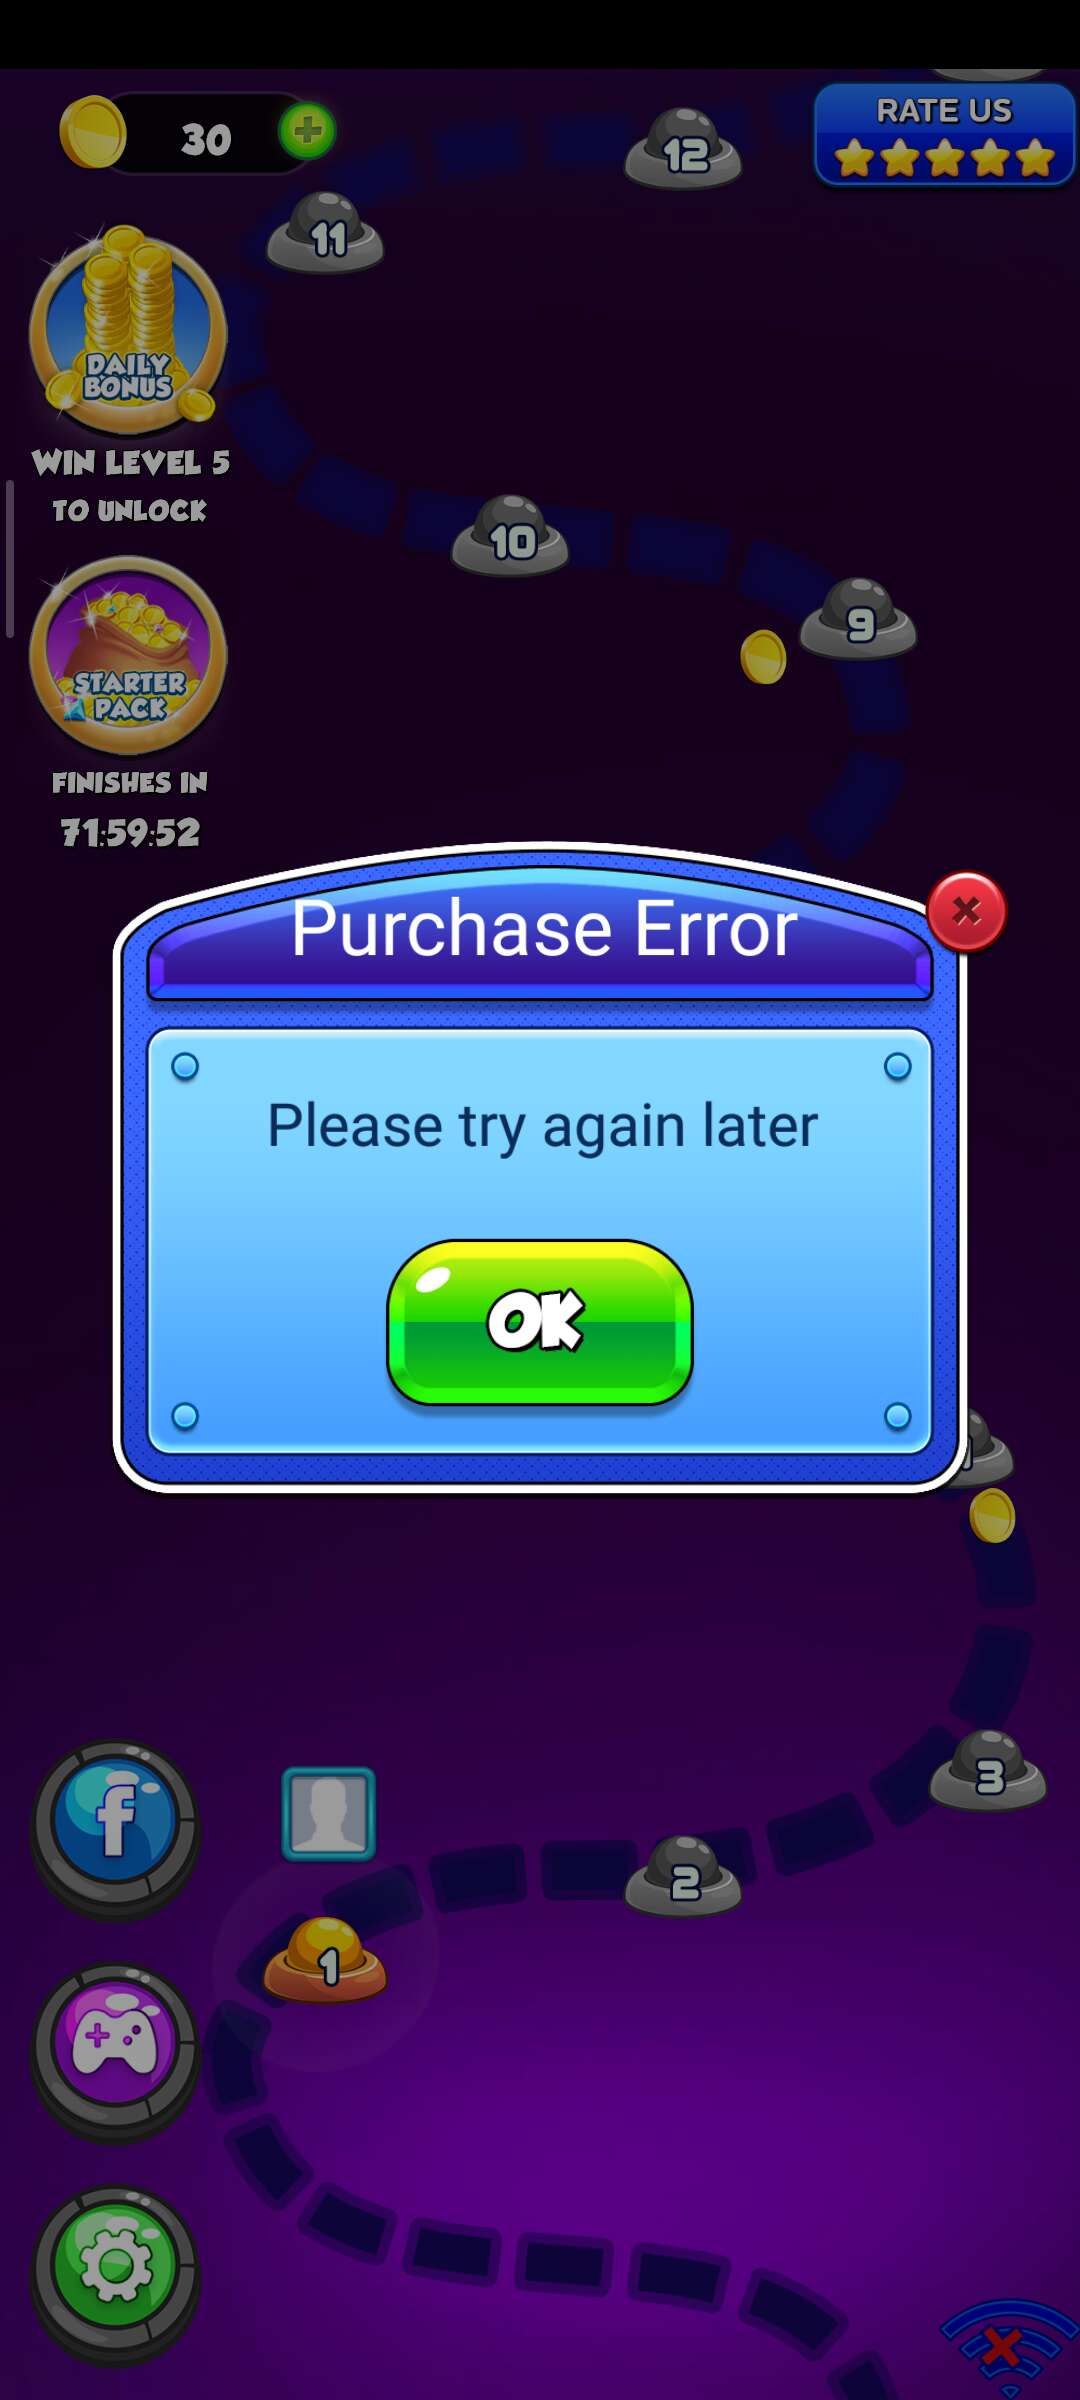 30
RATE US
12
11
DAILY
BONUS
WIN LEVEL 5
TO UNLOCK
10
9
STARTER
PACK
FINISHES IN
71:59:52
Purchase Error
Please try again later
OK
3
2
1